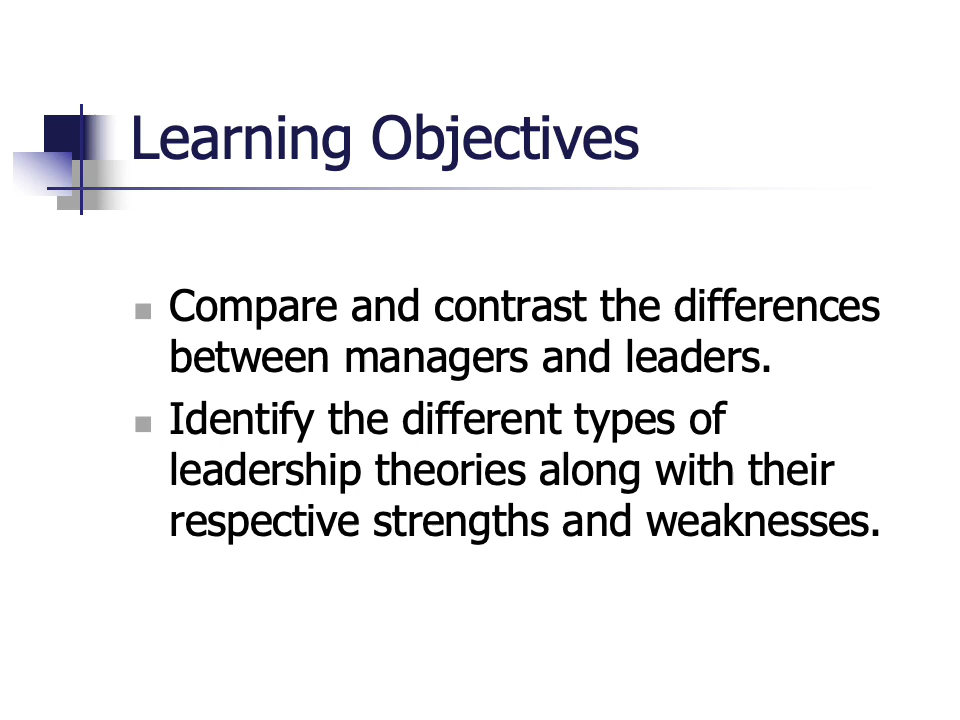 Learning Objectives
Compare and contrast the differences
between managers and leaders.
Identify the different types of
leadership theories along with their
respective strengths and weaknesses.